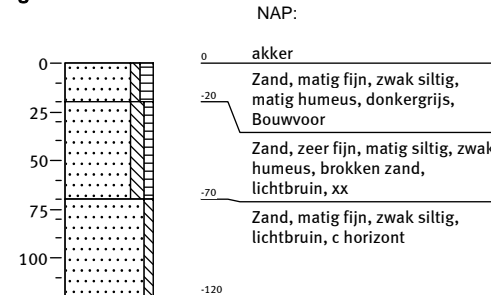 NAP:
0
25
50
75
100
0
akker
Zand, matig fijn, zwak siltig,
matig humeus, donkergrijs,
Bouwvoor
-20
Zand, zeer fijn, matig siltig, zwak
humeus, brokken zand,
lichtbruin, xx
-70
Zand, matig fijn, zwak siltig,
lichtbruin, c horizont
-120